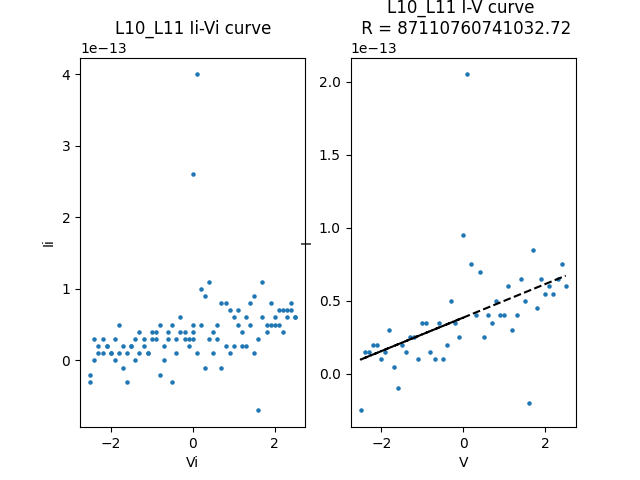 L10_L11 Ii-Vi curve
1e−13
4
3
2
1
0
Ii
−2
0
2
Vi
L10_L11 I-V curve
R = 87110760741032.72
1e−13
2.0
1.5
1.0
0.5
0.0
I
−2
0
2
V